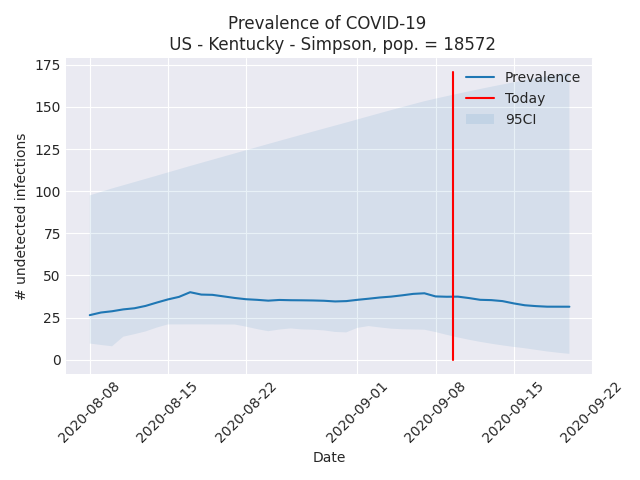 Prevalence of COVID-19
US - Kentucky - Simpson, pop. = 18572
175
150
125
100
75
50
25
0
# undetected infections
Prevalence
Today
95CI
2020-08-08
2020-08-15
2020-08-22
2020-09-01
2020-09-08
2020-09-15
2020-09-22
Date